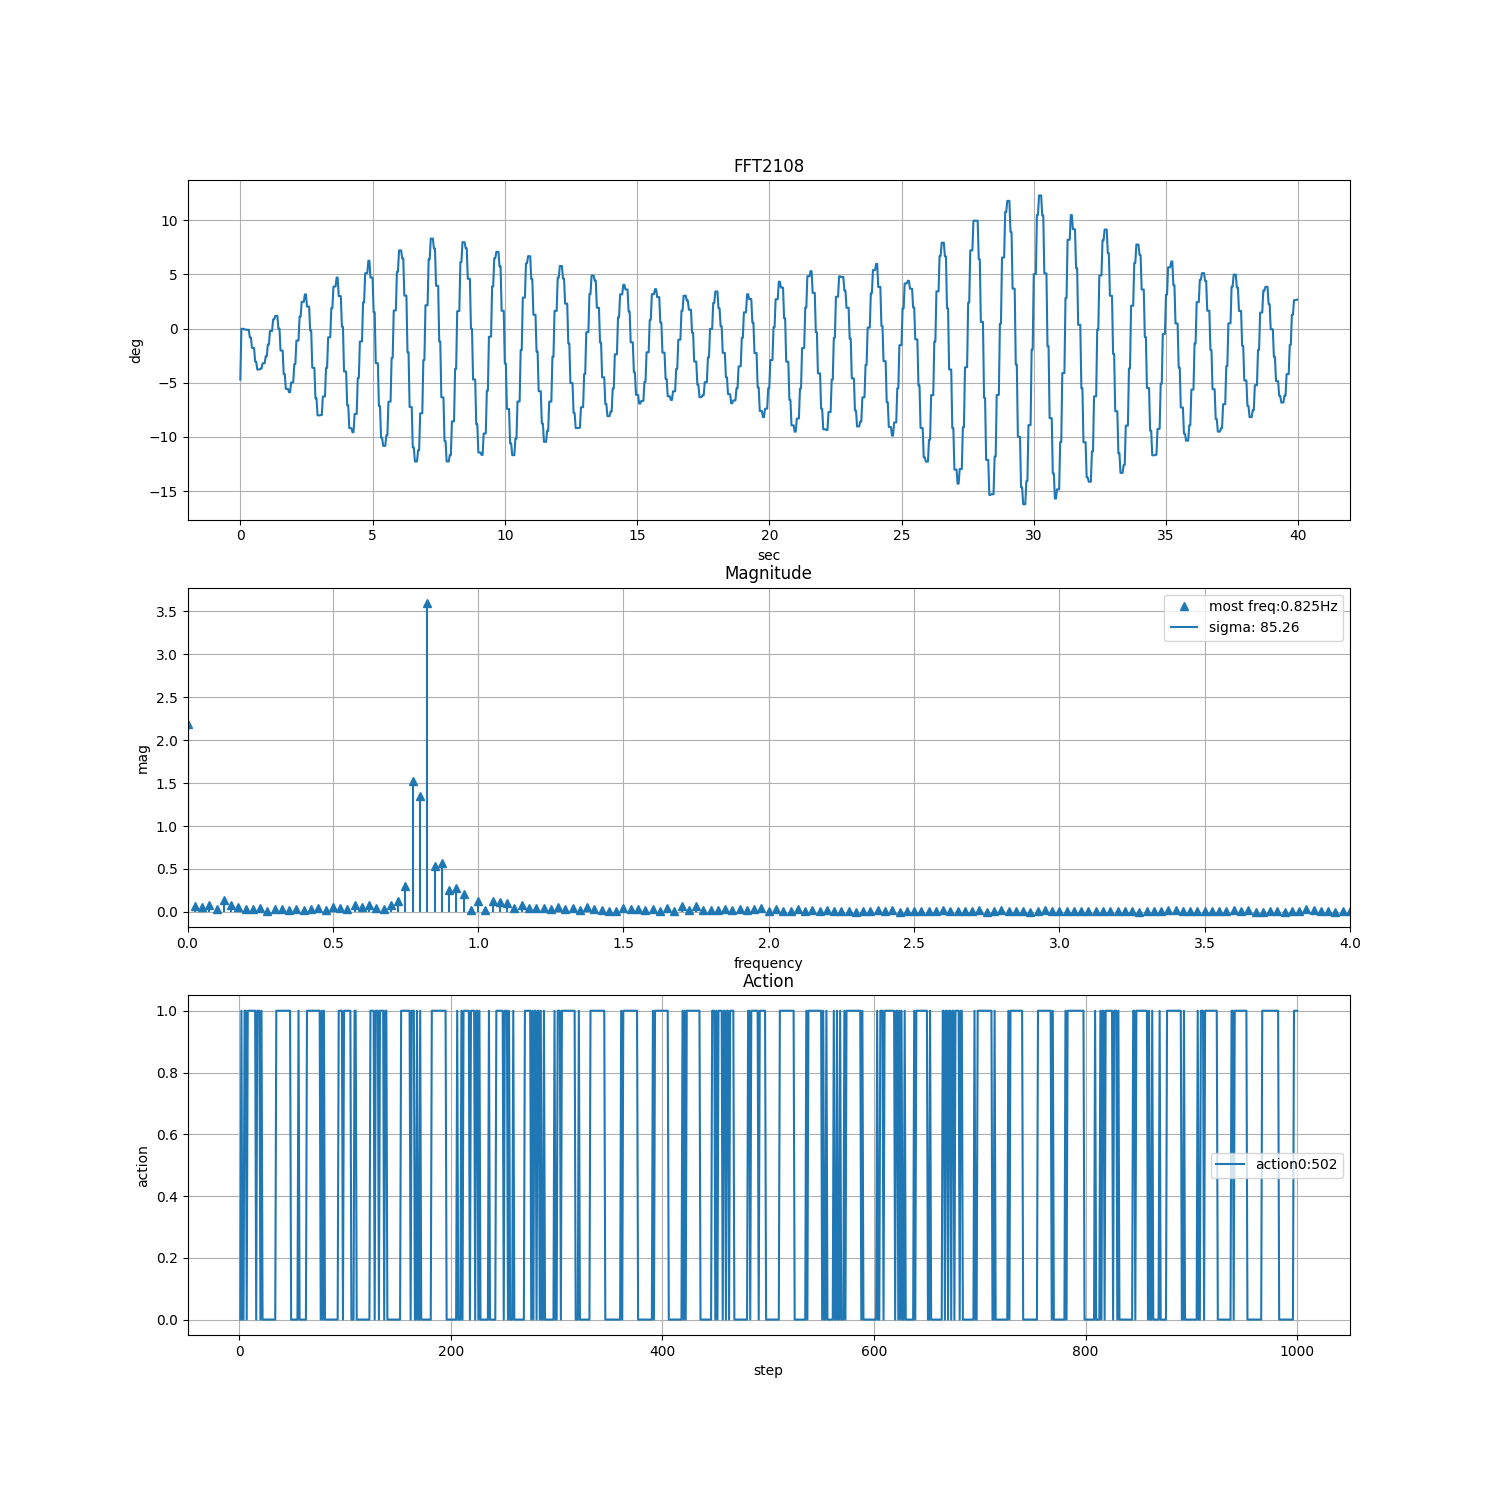 FFT2108
deg
10
5
0
−5
−10
−15
0 5 10 15 20 25 30 35 40
sec
Magnitude
mag
3.5
3.0
2.5
2.0
1.5
1.0
0.5
0.0
most freq:0.825Hz
sigma: 85.26
0.0 0.5 1.0 1.5 2.0 2.5 3.0 3.5 4.0
frequency
Action
action
1.0
0.8
0.6
0.4
0.2
0.0
action0:502
0 200 400 600 800 1000
step